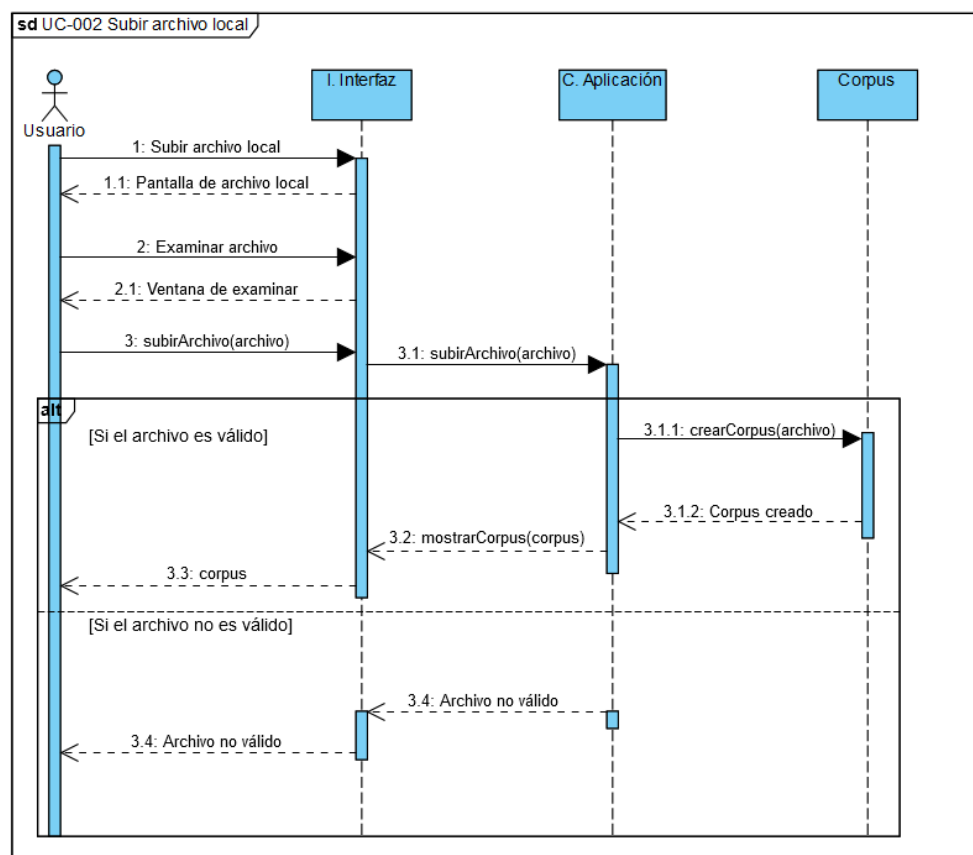 sd UC-002 Subir archivo local
Usuario
I. Interfaz
C. Aplicación
Corpus
1: Subir archivo local
1.1: Pantalla de archivo local
2: Examinar archivo
2.1: Ventana de examinar
3: subirArchivo(archivo)
3.1: subirArchivo(archivo)
alt
[Si el archivo es válido]
3.1.1: crearCorpus(archivo)
3.1.2: Corpus creado
3.2: mostrarCorpus(corpus)
3.3: corpus
[Si el archivo no es válido]
3.4: Archivo no válido
3.4: Archivo no válido